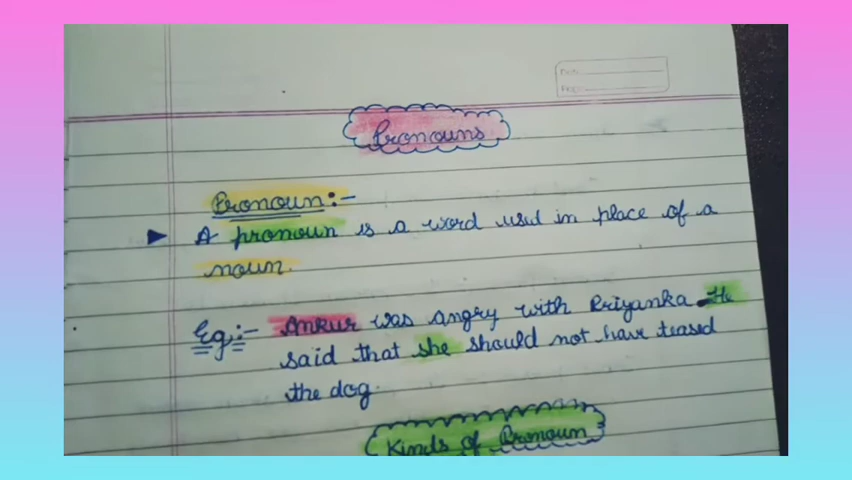 Pronouns
Pronoun:-
A pronoun is a word used in place of a
noun.
Eg:- Ankur was angry with Priyanka. He
said that she should not have teased
the dog.
Kinds of Pronoun